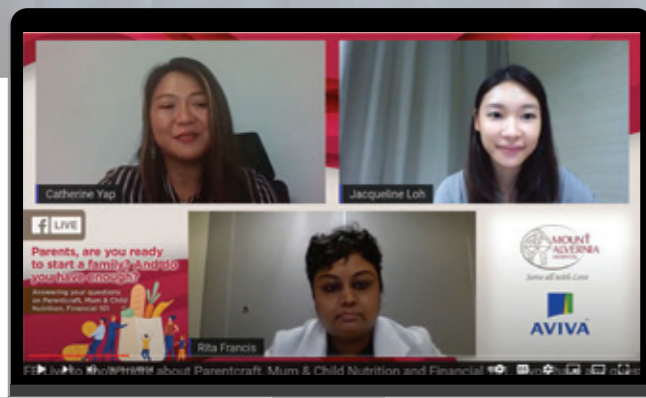 Catherine Yap
Jacqueline Loh
f LIVE
Parents, are you ready
to start a family? And do
you have enough?
Answering your questions
on Parentcraft, Mum & Child
Nutrition, Financial 101
MOUNT
ALVERNIA
HOSPITAL
Serve all with Love
AVIVA
Rita Francis
about Parentcraft, Mum & Child Nutrition and Financial